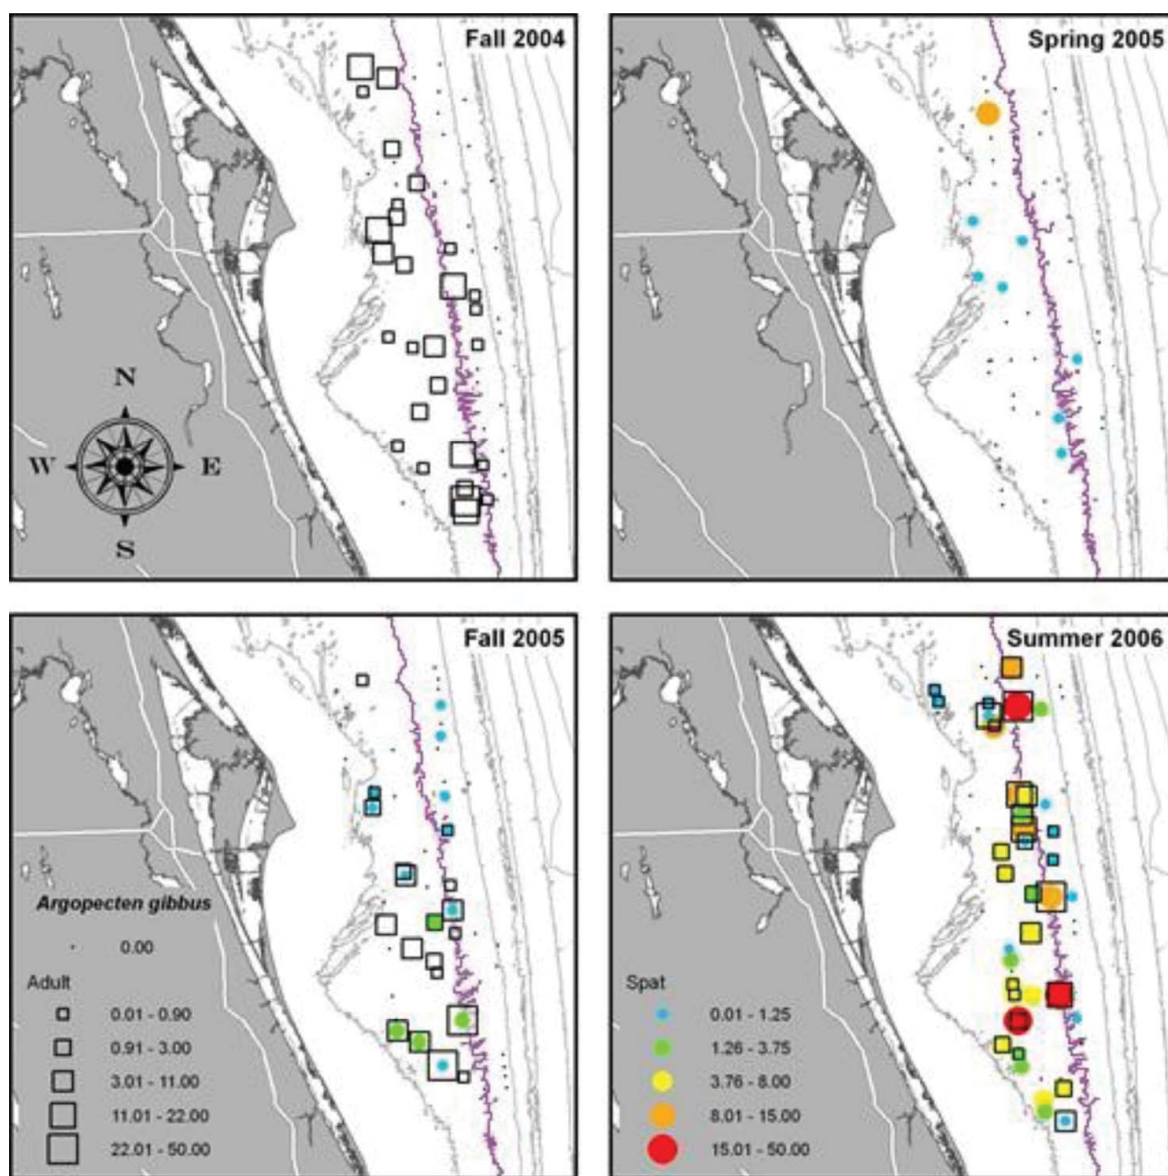 Fall 2004
Spring 2005
N
W
E
S
Fall 2005
Summer 2006
Argopecten gibbus
0.00
Adult
0.01 - 0.90
0.91 - 3.00
3.01 - 11.00
11.01 - 22.00
22.01 - 50.00
Spat
0.01 - 1.25
1.26 - 3.75
3.76 - 8.00
8.01 - 15.00
15.01 - 50.00